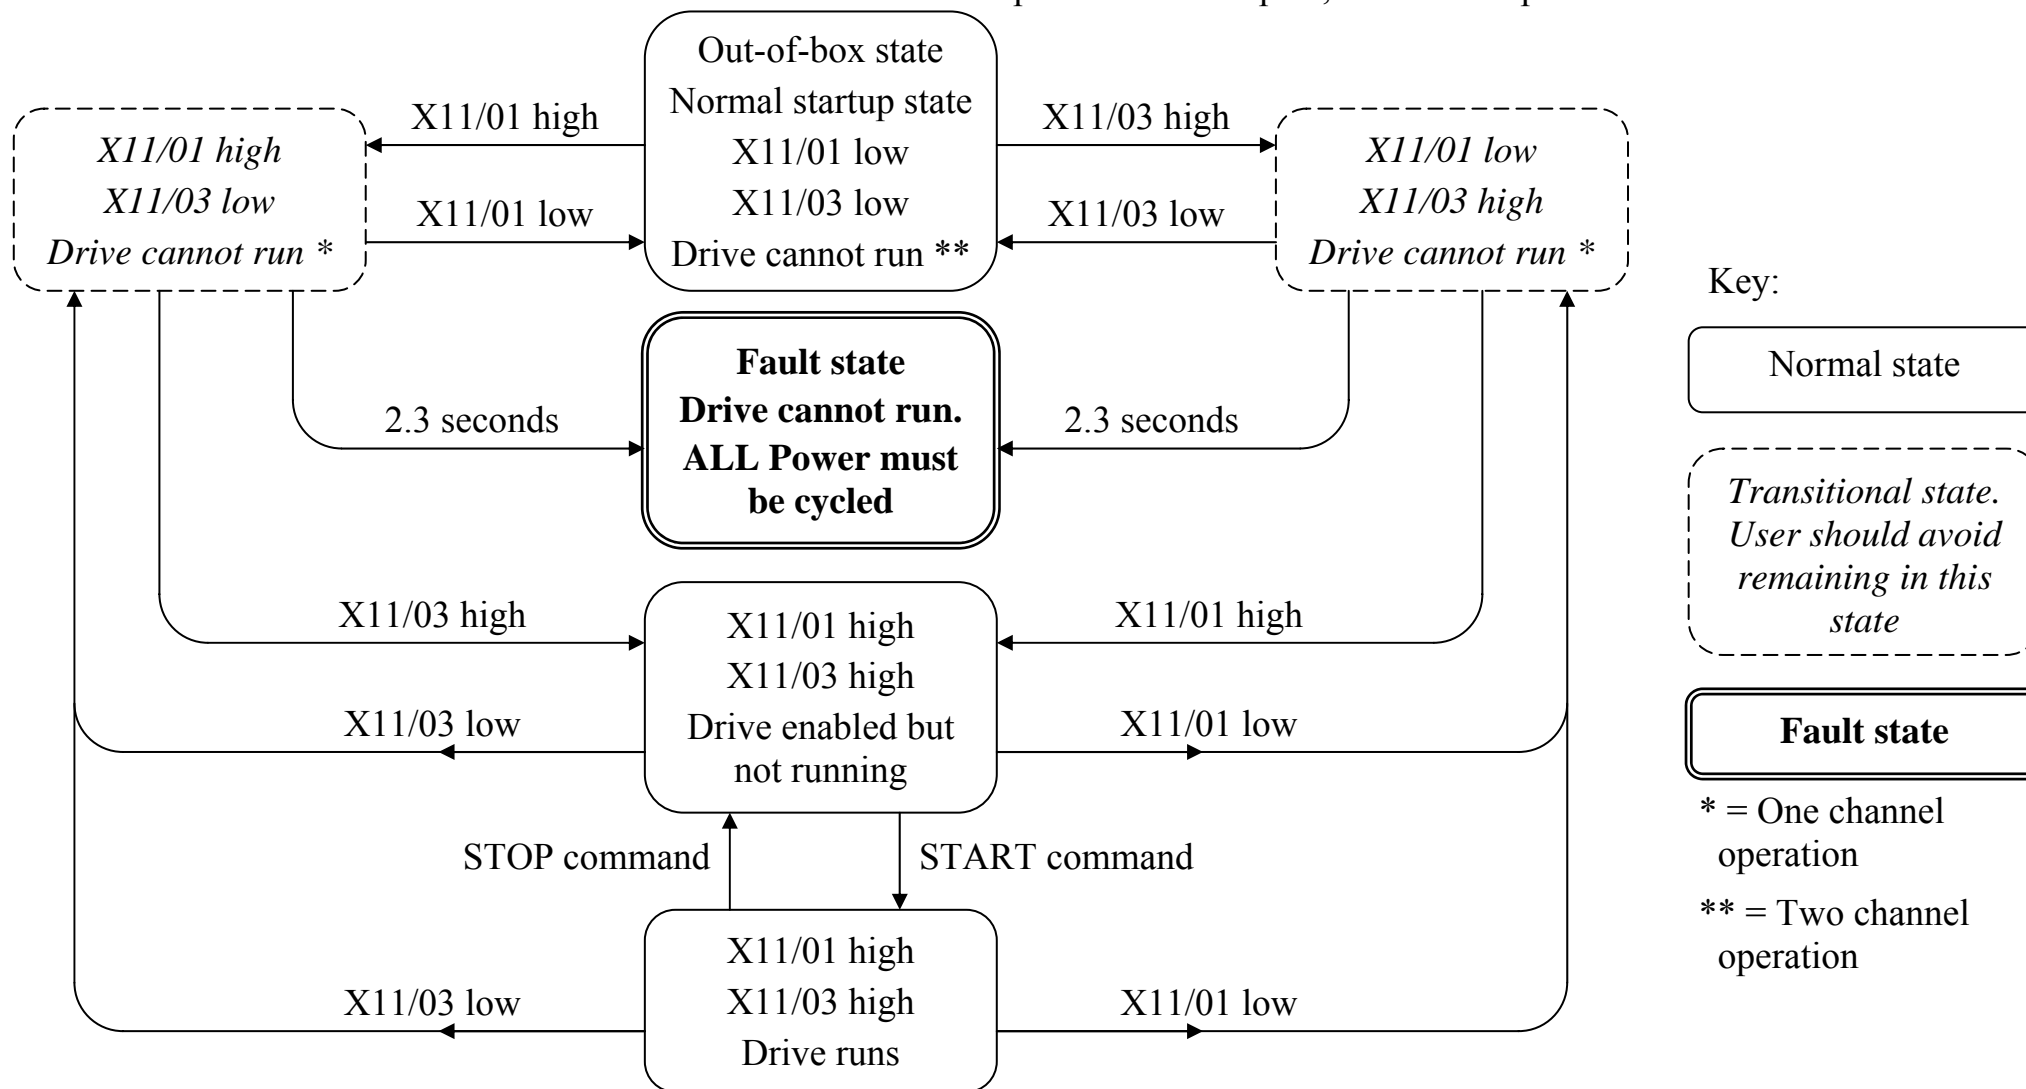 Out-of-box state
Normal startup state
X11/01 low
X11/03 low
Drive cannot run **
X11/01 high
X11/01 low
X11/03 high
X11/03 low
X11/01 high
X11/03 low
Drive cannot run *
X11/01 low
X11/03 high
Drive cannot run *
Fault state
Drive cannot run.
ALL Power must
be cycled
2.3 seconds
2.3 seconds
X11/03 high
X11/01 high
X11/01 high
X11/03 high
Drive enabled but
not running
X11/03 low
X11/01 low
STOP command
START command
X11/01 high
X11/03 high
Drive runs
X11/03 low
X11/01 low
Key:
Normal state
Transitional state.
User should avoid
remaining in this
state
Fault state
* = One channel
operation
** = Two channel
operation